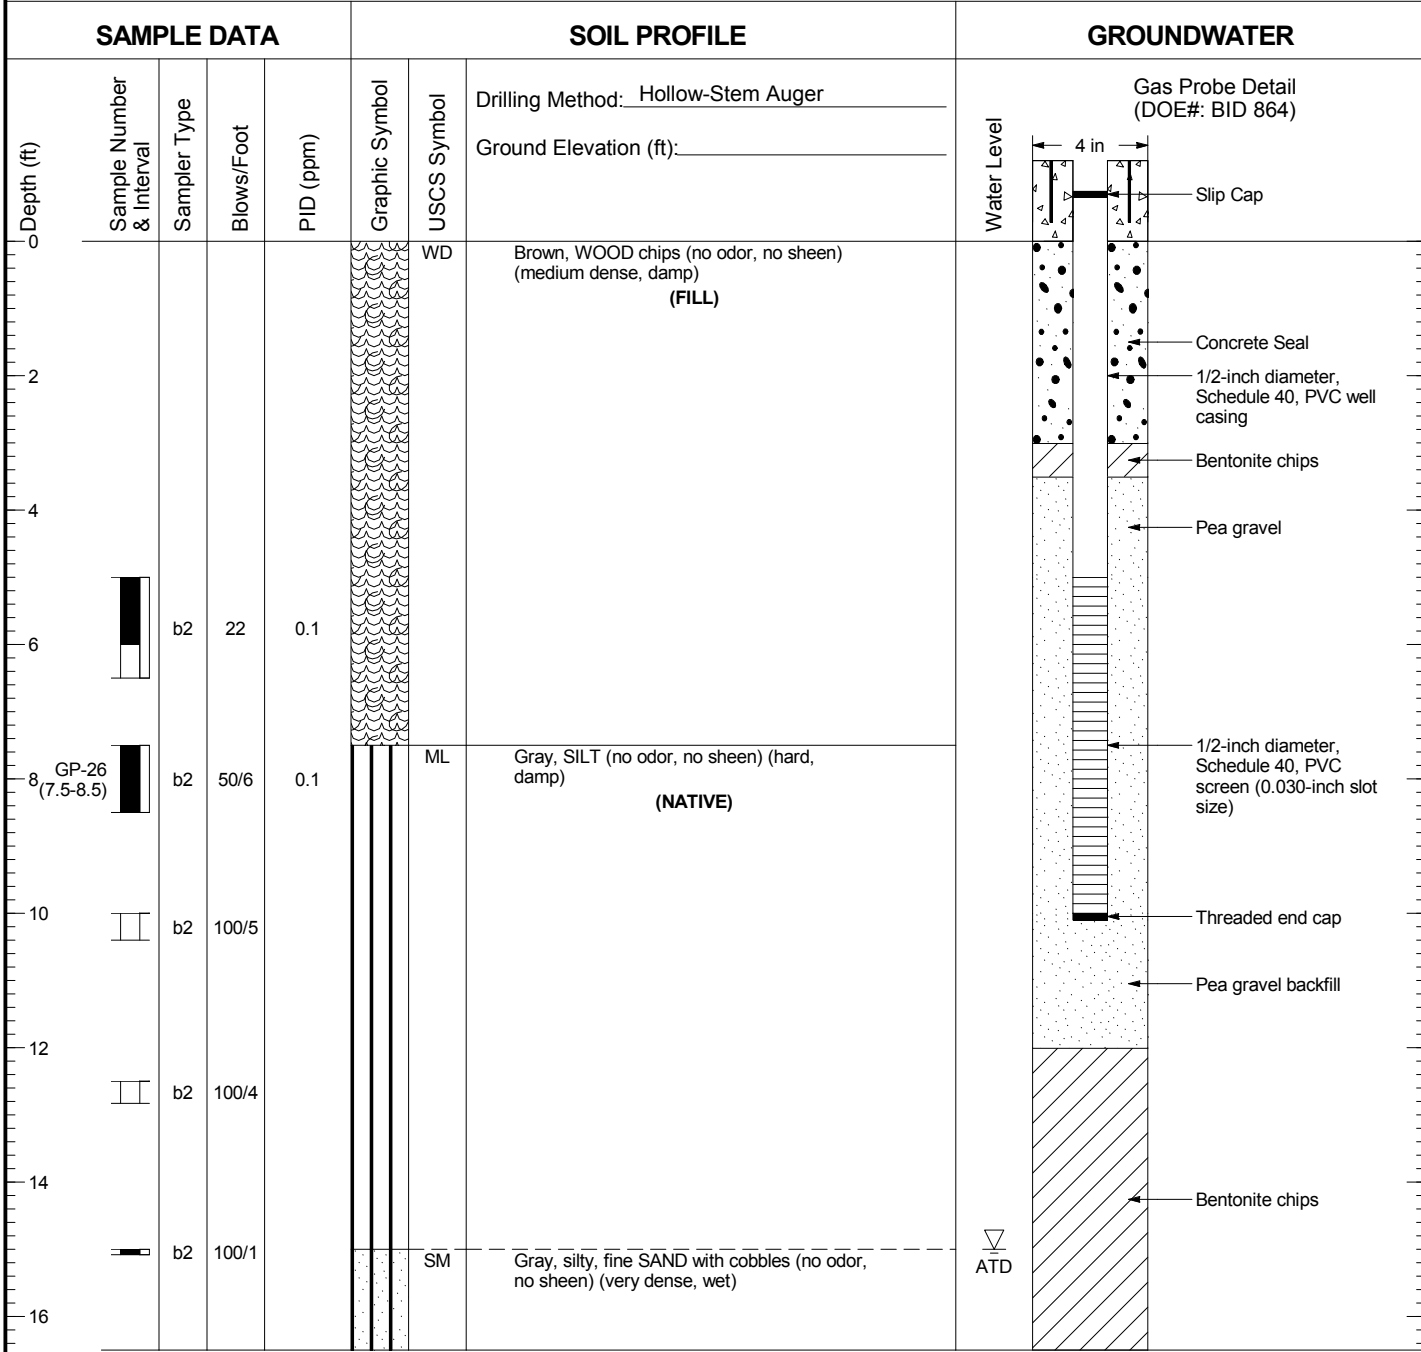 SAMPLE DATA
SOIL PROFILE
GROUNDWATER
Depth (ft)
Sample Number
& Interval
Sampler Type
Blows/Foot
PID (ppm)
Graphic Symbol
USCS Symbol
Drilling Method: Hollow-Stem Auger
Ground Elevation (ft):
Water Level
Gas Probe Detail
(DOE#: BID 864)
4 in
Slip Cap
0
WD
Brown, WOOD chips (no odor, no sheen)
(medium dense, damp)
(FILL)
Concrete Seal
2
1/2-inch diameter,
Schedule 40, PVC well
casing
Bentonite chips
4
Pea gravel
b2 22 0.1
6
ML
Gray, SILT (no odor, no sheen) (hard,
damp)
(NATIVE)
1/2-inch diameter,
Schedule 40, PVC
screen (0.030-inch slot
size)
8
GP-26
(7.5-8.5)
b2 50/6 0.1
10
b2 100/5
Threaded end cap
Pea gravel backfill
12
b2 100/4
14
Bentonite chips
b2 100/1
SM
Gray, silty, fine SAND with cobbles (no odor,
no sheen) (very dense, wet)
ATD
16